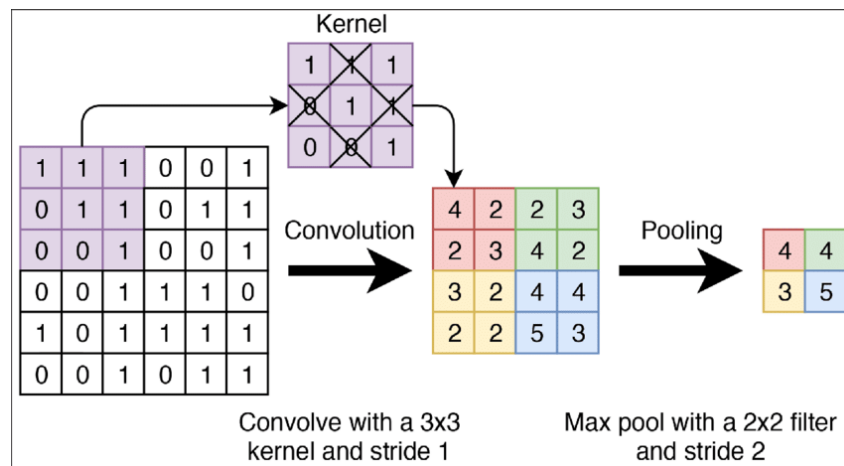 Kernel
1 1 1
0 1 1
0 0 1
1 1 1 0 0 1
0 1 1 0 1 1
0 0 1 0 0 1
0 0 1 1 1 0
1 0 1 1 1 1
0 0 1 0 1 1
Convolution
4 2 2 3
2 3 4 2
3 2 4 4
2 2 5 3
Pooling
4 4
3 5
Convolve with a 3x3
kernel and stride 1
Max pool with a 2x2 filter
and stride 2